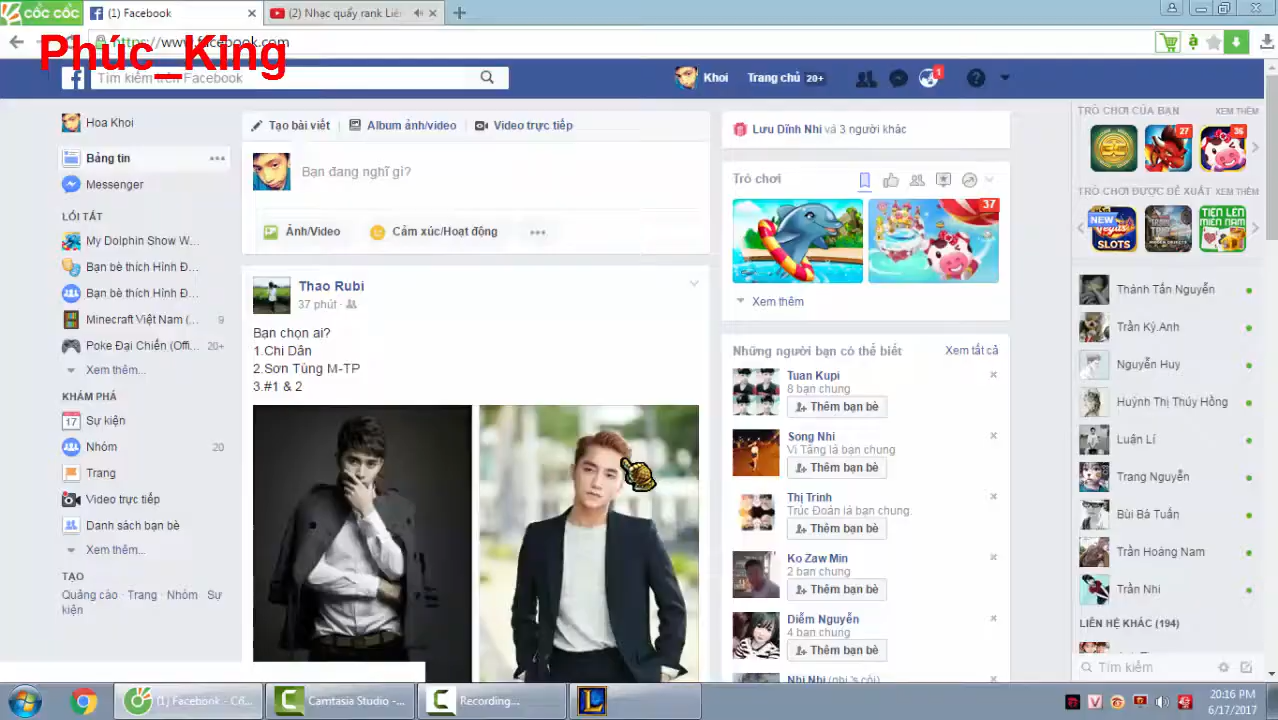 cốc cốc
(1) Facebook
(2) Nhạc quẩy rank Liê
https://www.facebook.com
Phúc_King
Tìm kiếm trên Facebook
Khoi
Trang chủ 20+
1
Hoa Khoi
Bảng tin
Messenger
LỐI TẮT
My Dolphin Show W...
Bạn bè thích Hình Đ...
Bạn bè thích Hình Đ...
Minecraft Việt Nam (... 9
Poke Đại Chiến (Offi... 20+
Xem thêm...
KHÁM PHÁ
17 Sự kiện
Nhóm 20
Trang
Video trực tiếp
Danh sách bạn bè
Xem thêm...
TẠO
Quảng cáo · Trang · Nhóm · Sự
kiện
Tạo bài viết
Album ảnh/video
Video trực tiếp
Bạn đang nghĩ gì?
Ảnh/Video
Cảm xúc/Hoạt động
Thao Rubi
37 phút ·
Bạn chọn ai?
1.Chi Dân
2.Sơn Tùng M-TP
3.#1 & 2
Lưu Dĩnh Nhi và 3 người khác
Trò chơi
37
Xem thêm
Những người bạn có thể biết
Xem tất cả
Tuan Kupi
8 bạn chung
Thêm bạn bè
Song Nhi
Vi Tăng là bạn chung
Thêm bạn bè
Thị Trinh
Trúc Đoàn là bạn chung.
Thêm bạn bè
Ko Zaw Min
2 bạn chung
Thêm bạn bè
Diễm Nguyễn
4 bạn chung
Thêm bạn bè
TRÒ CHƠI CỦA BẠN
XEM THÊM
27
36
TRÒ CHƠI ĐƯỢC ĐỀ XUẤT
XEM THÊM
NEW
Vegas
SLOTS
TIẾN LÊN
MIỀN NAM
Thánh Tần Nguyễn
Trần Ký.Anh
Nguyễn Huy
Huỳnh Thị Thúy Hồng
Luận Lí
Trang Nguyễn
Bùi Bá Tuấn
Trần Hoàng Nam
Trần Nhi
LIÊN HỆ KHÁC (194)
Tìm kiếm
(1) Facebook - Cố...
Camtasia Studio -...
Recording...
20:16 PM
6/17/2017